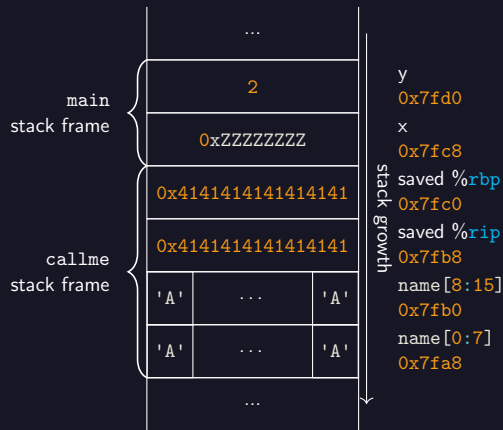 ...
main
stack frame
2
y
0x7fd0
0xZZZZZZZZ
x
0x7fc8
callme
stack frame
0x4141414141414141
saved %rbp
0x7fc0
0x4141414141414141
saved %rip
0x7fb8
'A' ... 'A'
name[8:15]
0x7fb0
'A' ... 'A'
name[0:7]
0x7fa8
...
stack growth